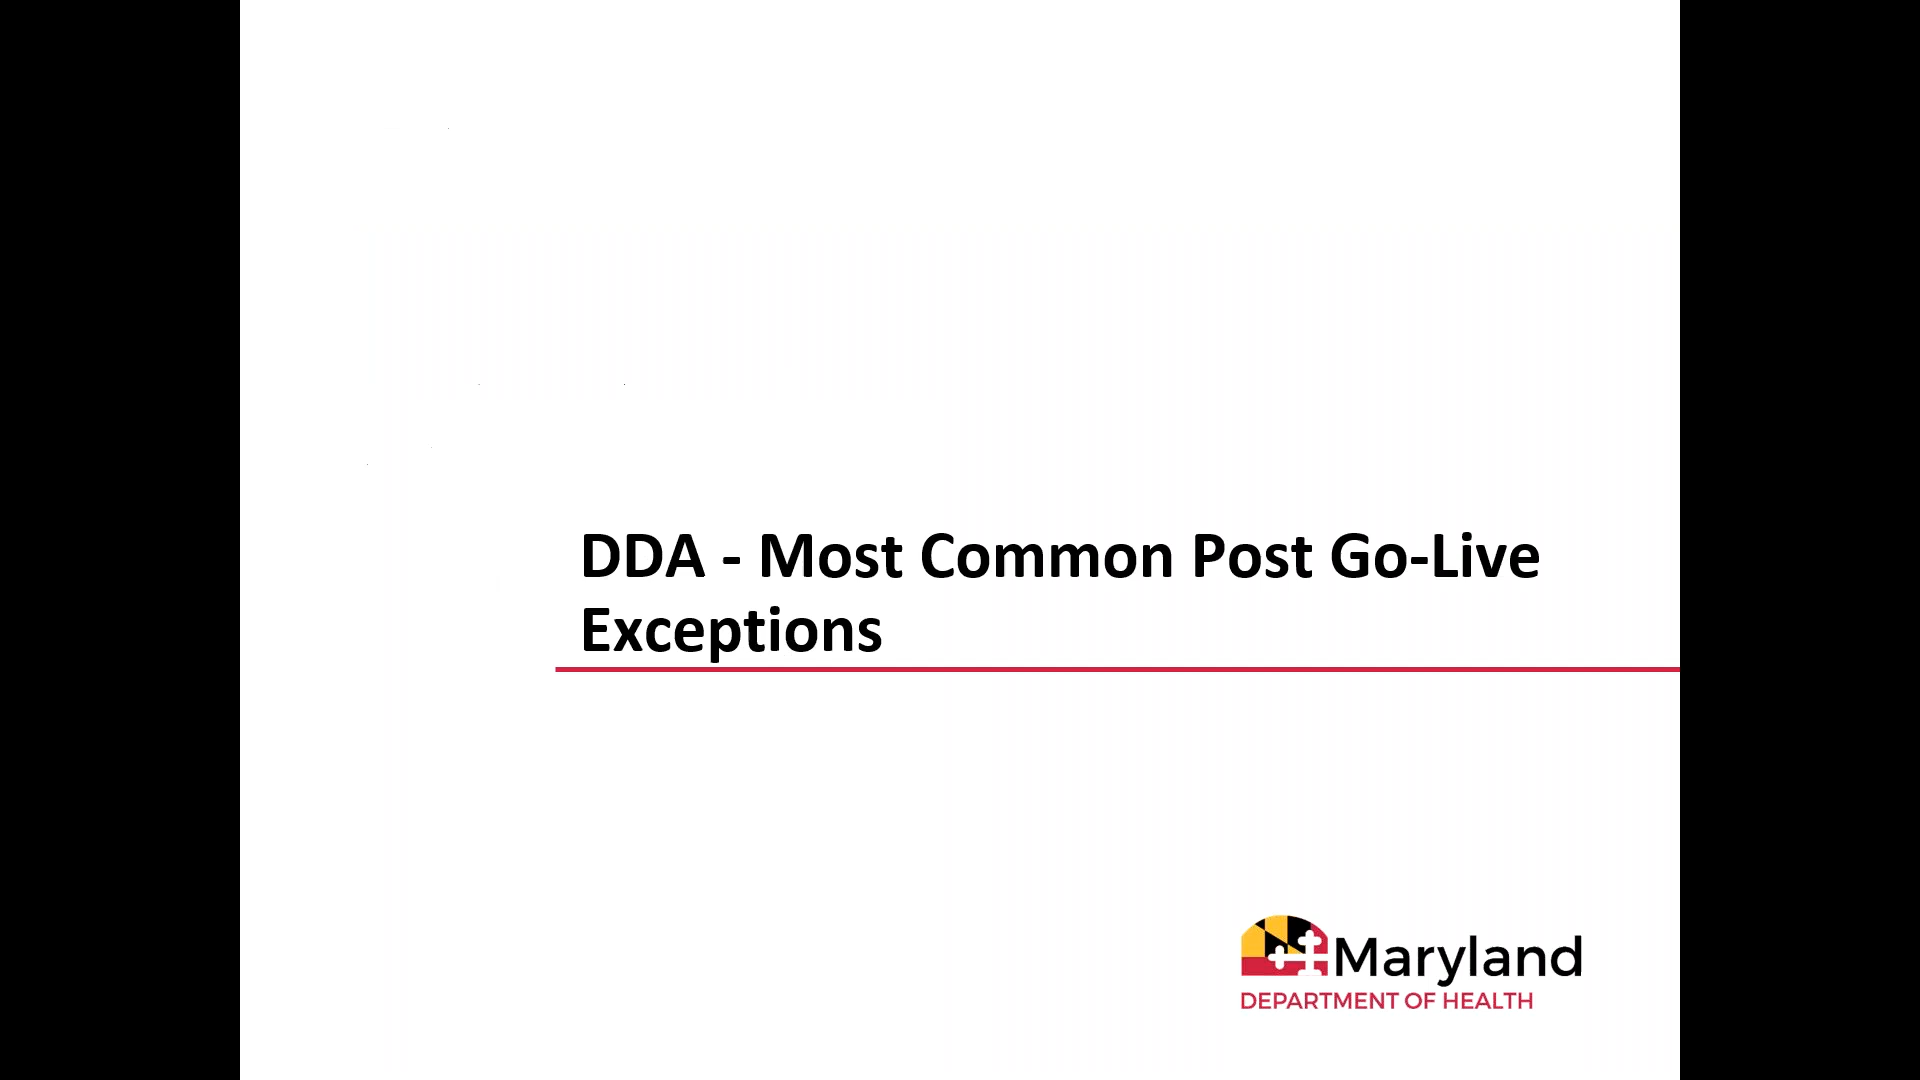 DDA - Most Common Post Go-Live
Exceptions
Maryland
DEPARTMENT OF HEALTH